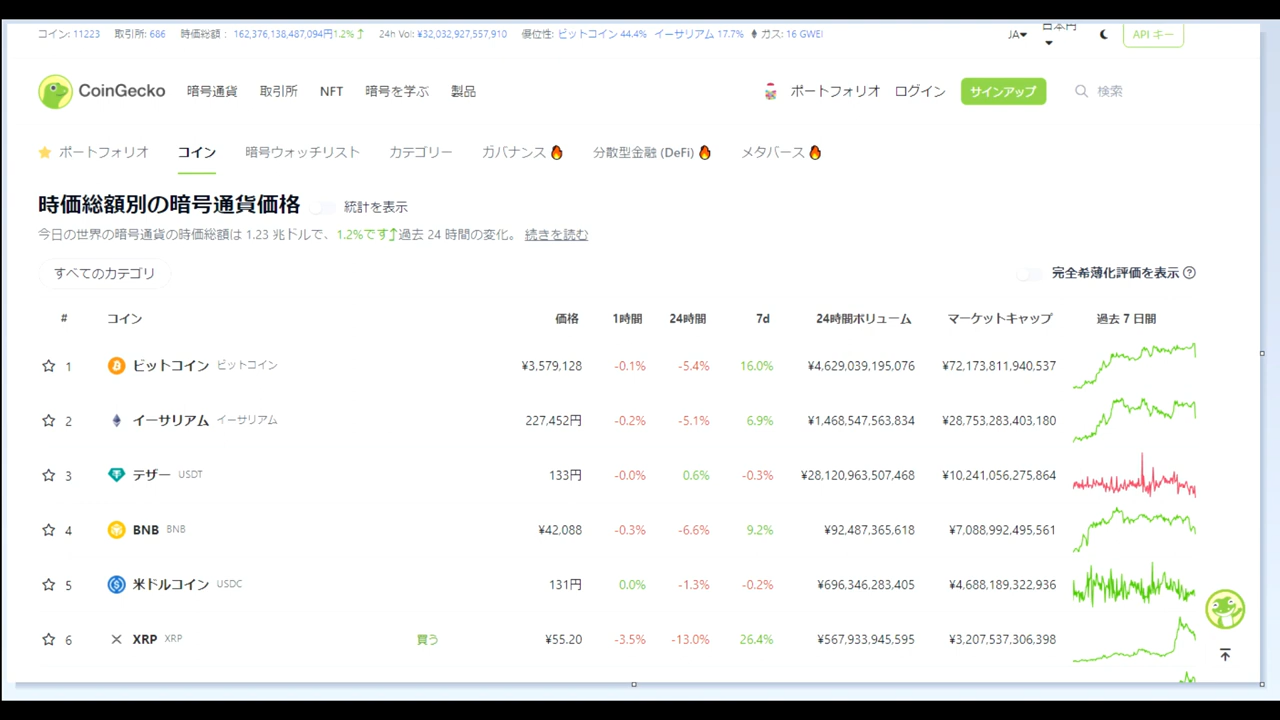 コイン: 11223 取引所: 686 時価総額： 162,376,138,487,094円1.2% 24h Vol: ¥32,032,927,557,910 優位性: ビットコイン 44.4% イーサリアム 17.7% ガス: 16 GWEI JA 日本円 API キー
CoinGecko 暗号通貨 取引所 NFT 暗号を学ぶ 製品 ポートフォリオ ログイン サインアップ 検索
ポートフォリオ コイン 暗号ウォッチリスト カテゴリー ガバナンス 分散型金融 (DeFi) メタバース
時価総額別の暗号通貨価格 統計を表示
今日の世界の暗号通貨の時価総額は 1.23 兆ドルで、1.2%です過去 24 時間の変化。 続きを読む
すべてのカテゴリ 完全希薄化評価を表示
# コイン 価格 1時間 24時間 7d 24時間ボリューム マーケットキャップ 過去 7 日間
1 ビットコイン ビットコイン ¥3,579,128 -0.1% -5.4% 16.0% ¥4,629,039,195,076 ¥72,173,811,940,537
2 イーサリアム イーサリアム 227,452円 -0.2% -5.1% 6.9% ¥1,468,547,563,834 ¥28,753,283,403,180
3 テザー USDT 133円 -0.0% 0.6% -0.3% ¥28,120,963,507,468 ¥10,241,056,275,864
4 BNB BNB ¥42,088 -0.3% -6.6% 9.2% ¥92,487,365,618 ¥7,088,992,495,561
5 米ドルコイン USDC 131円 0.0% -1.3% -0.2% ¥696,346,283,405 ¥4,688,189,322,936
6 XRP XRP 買う ¥55.20 -3.5% -13.0% 26.4% ¥567,933,945,595 ¥3,207,537,306,398